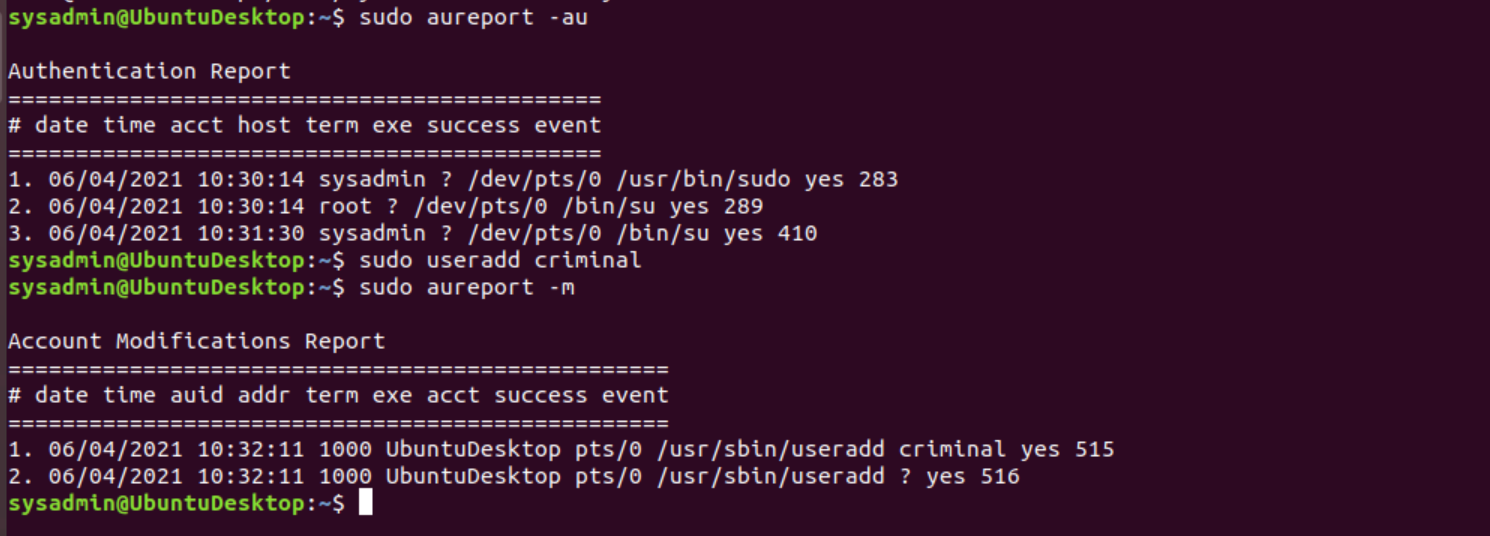 sysadmin@UbuntuDesktop:~$ sudo aureport -au
Authentication Report
============================================
# date time acct host term exe success event
============================================
1. 06/04/2021 10:30:14 sysadmin ? /dev/pts/0 /usr/bin/sudo yes 283
2. 06/04/2021 10:30:14 root ? /dev/pts/0 /bin/su yes 289
3. 06/04/2021 10:31:30 sysadmin ? /dev/pts/0 /bin/su yes 410
sysadmin@UbuntuDesktop:~$ sudo useradd criminal
sysadmin@UbuntuDesktop:~$ sudo aureport -m
Account Modifications Report
=================================================
# date time auid addr term exe acct success event
=================================================
1. 06/04/2021 10:32:11 1000 UbuntuDesktop pts/0 /usr/sbin/useradd criminal yes 515
2. 06/04/2021 10:32:11 1000 UbuntuDesktop pts/0 /usr/sbin/useradd ? yes 516
sysadmin@UbuntuDesktop:~$